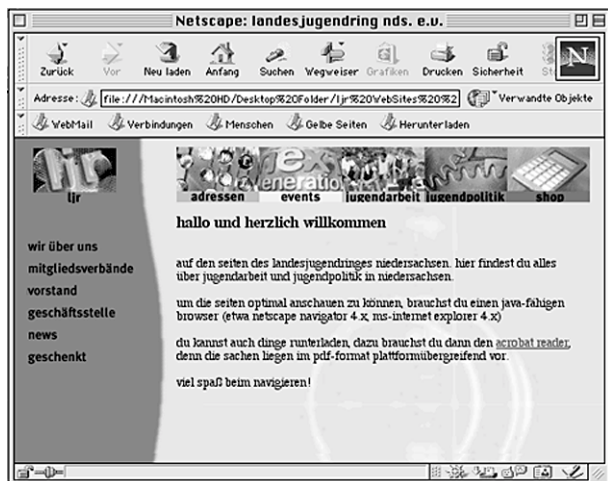 Netscape: landesjugendring nds. e.v.
Zurück Vor Neu laden Anfang Suchen Wegweiser Grafiken Drucken Sicherheit
N
Adresse: file:///Macintosh%20HD/Desktop%20Folder/ljr%20WebSites%20%2 Verwandte Objekte
WebMail Verbindungen Menschen Gelbe Seiten Herunterladen
ljr
ljr
adressen events jugendarbeit jugendpolitik shop
hallo und herzlich willkommen
wir über uns
mitgliedsverbände
vorstand
geschäftsstelle
news
geschenkt
auf den seiten des landesjugendringes niedersachsen. hier findest du alles
über jugendarbeit und jugendpolitik in niedersachsen.
um die seiten optimal anschauen zu können, brauchst du einen java-fähigen
browser (etwa netscape navigator 4.x, ms-internet explorer 4.x)
du kannst auch dinge runterladen, dazu brauchst du dann den acrobat reader,
denn die sachen liegen im pdf-format plattformübergreifend vor.
viel spaß beim navigieren!